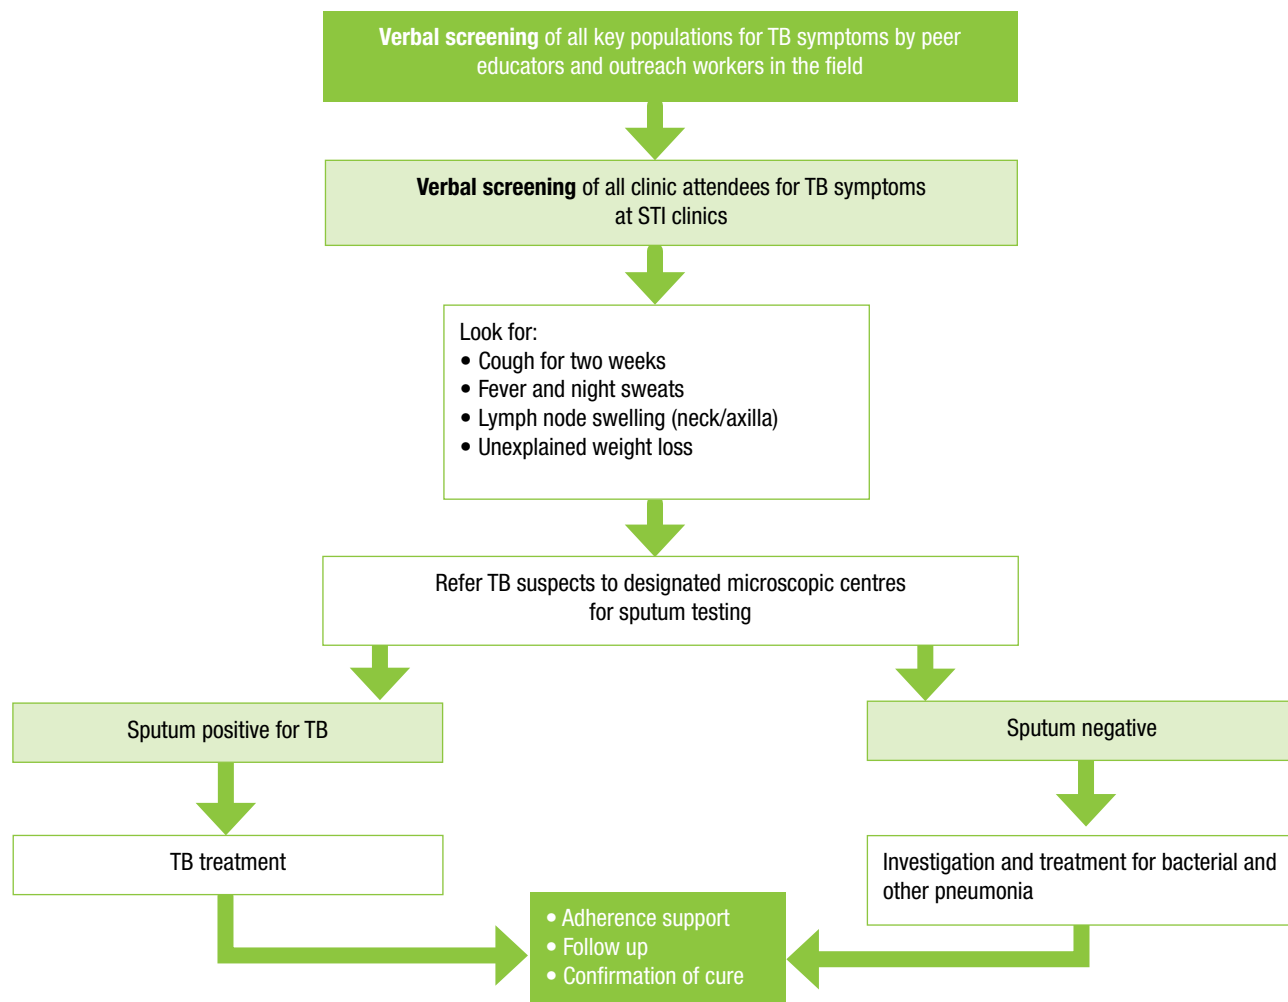 Verbal screening of all key populations for TB symptoms by peer
educators and outreach workers in the field
Verbal screening of all clinic attendees for TB symptoms
at STI clinics
Look for:
• Cough for two weeks
• Fever and night sweats
• Lymph node swelling (neck/axilla)
• Unexplained weight loss
Refer TB suspects to designated microscopic centres
for sputum testing
Sputum positive for TB
Sputum negative
TB treatment
Investigation and treatment for bacterial and
other pneumonia
• Adherence support
• Follow up
• Confirmation of cure